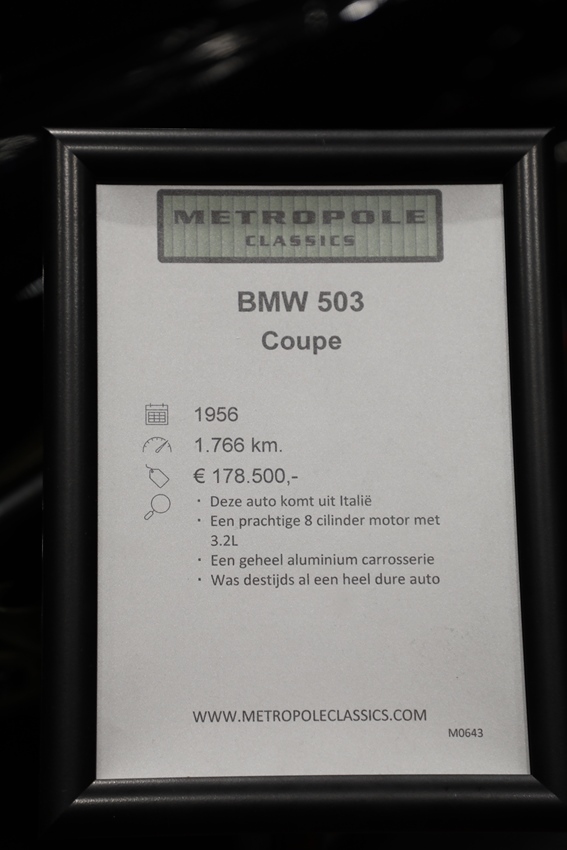 METROPOLE
CLASSICS
BMW 503
Coupe
1956
1.766 km.
€ 178.500,-
· Deze auto komt uit Italië
· Een prachtige 8 cilinder motor met
3.2L
· Een geheel aluminium carrosserie
· Was destijds al een heel dure auto
WWW.METROPOLECLASSICS.COM
M0643